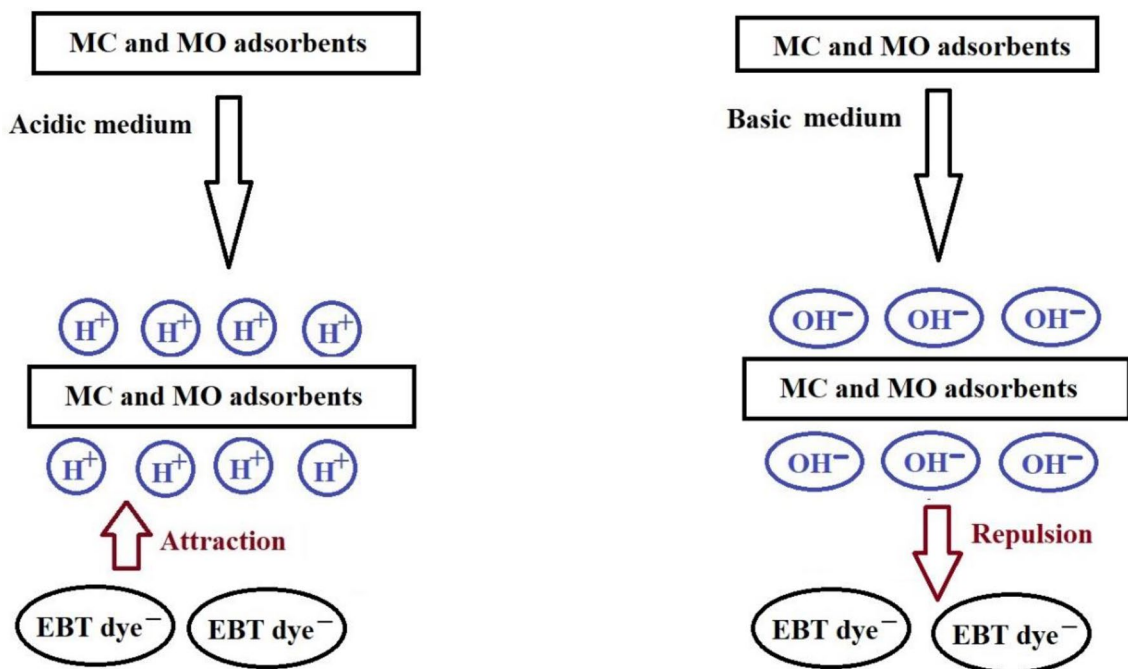 MC and MO adsorbents
Acidic medium
H+ H+ H+ H+
MC and MO adsorbents
H+ H+ H+ H+
Attraction
EBT dye− EBT dye−
MC and MO adsorbents
Basic medium
OH− OH− OH−
MC and MO adsorbents
OH− OH− OH−
Repulsion
EBT dye− EBT dye−